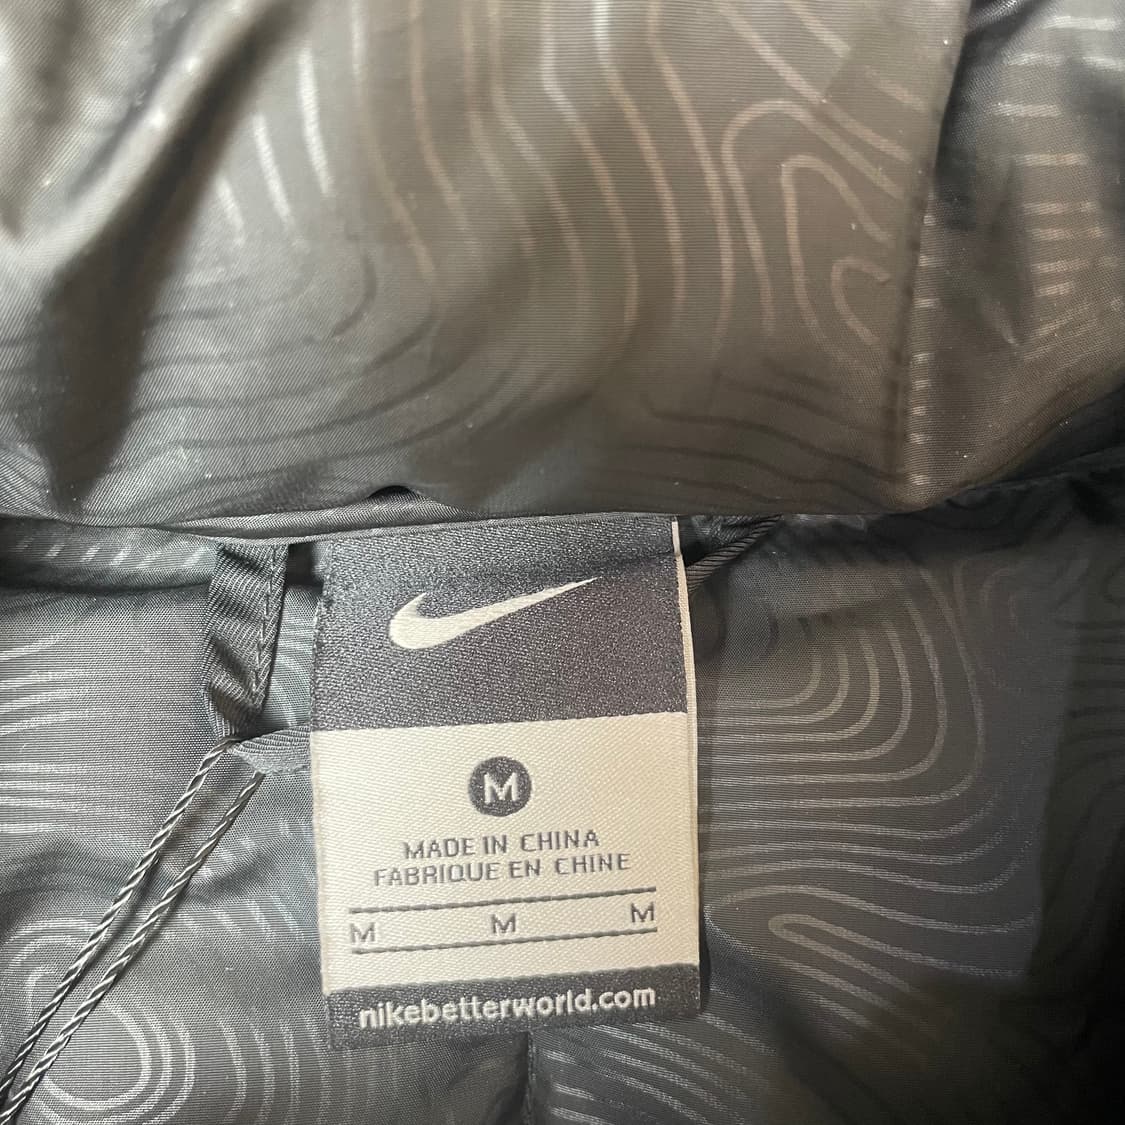 M
MADE IN CHINA
FABRIQUE EN CHINE
M M M
nikebetterworld.com